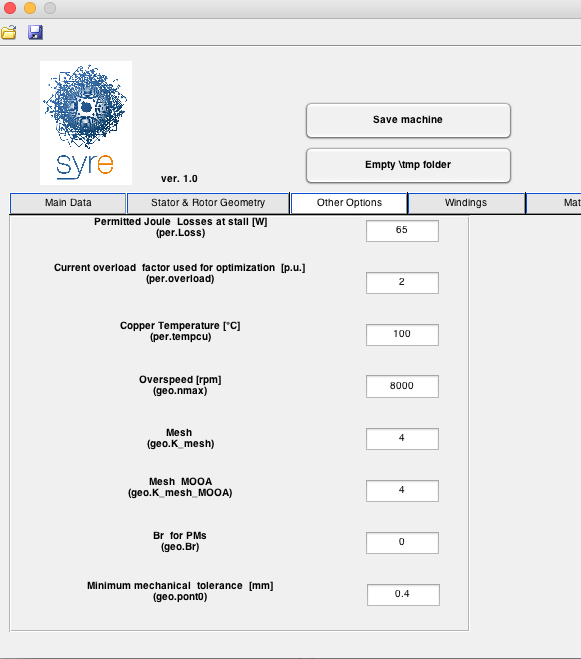 syre
ver. 1.0
Save machine
Empty \tmp folder
Main Data
Stator & Rotor Geometry
Other Options
Windings
Mat
Permitted Joule Losses at stall [W]
(per.Loss)
65
Current overload factor used for optimization [p.u.]
(per.overload)
2
Copper Temperature [°C]
(per.tempcu)
100
Overspeed [rpm]
(geo.nmax)
8000
Mesh
(geo.K_mesh)
4
Mesh MOOA
(geo.K_mesh_MOOA)
4
Br for PMs
(geo.Br)
0
Minimum mechanical tolerance [mm]
(geo.pont0)
0.4